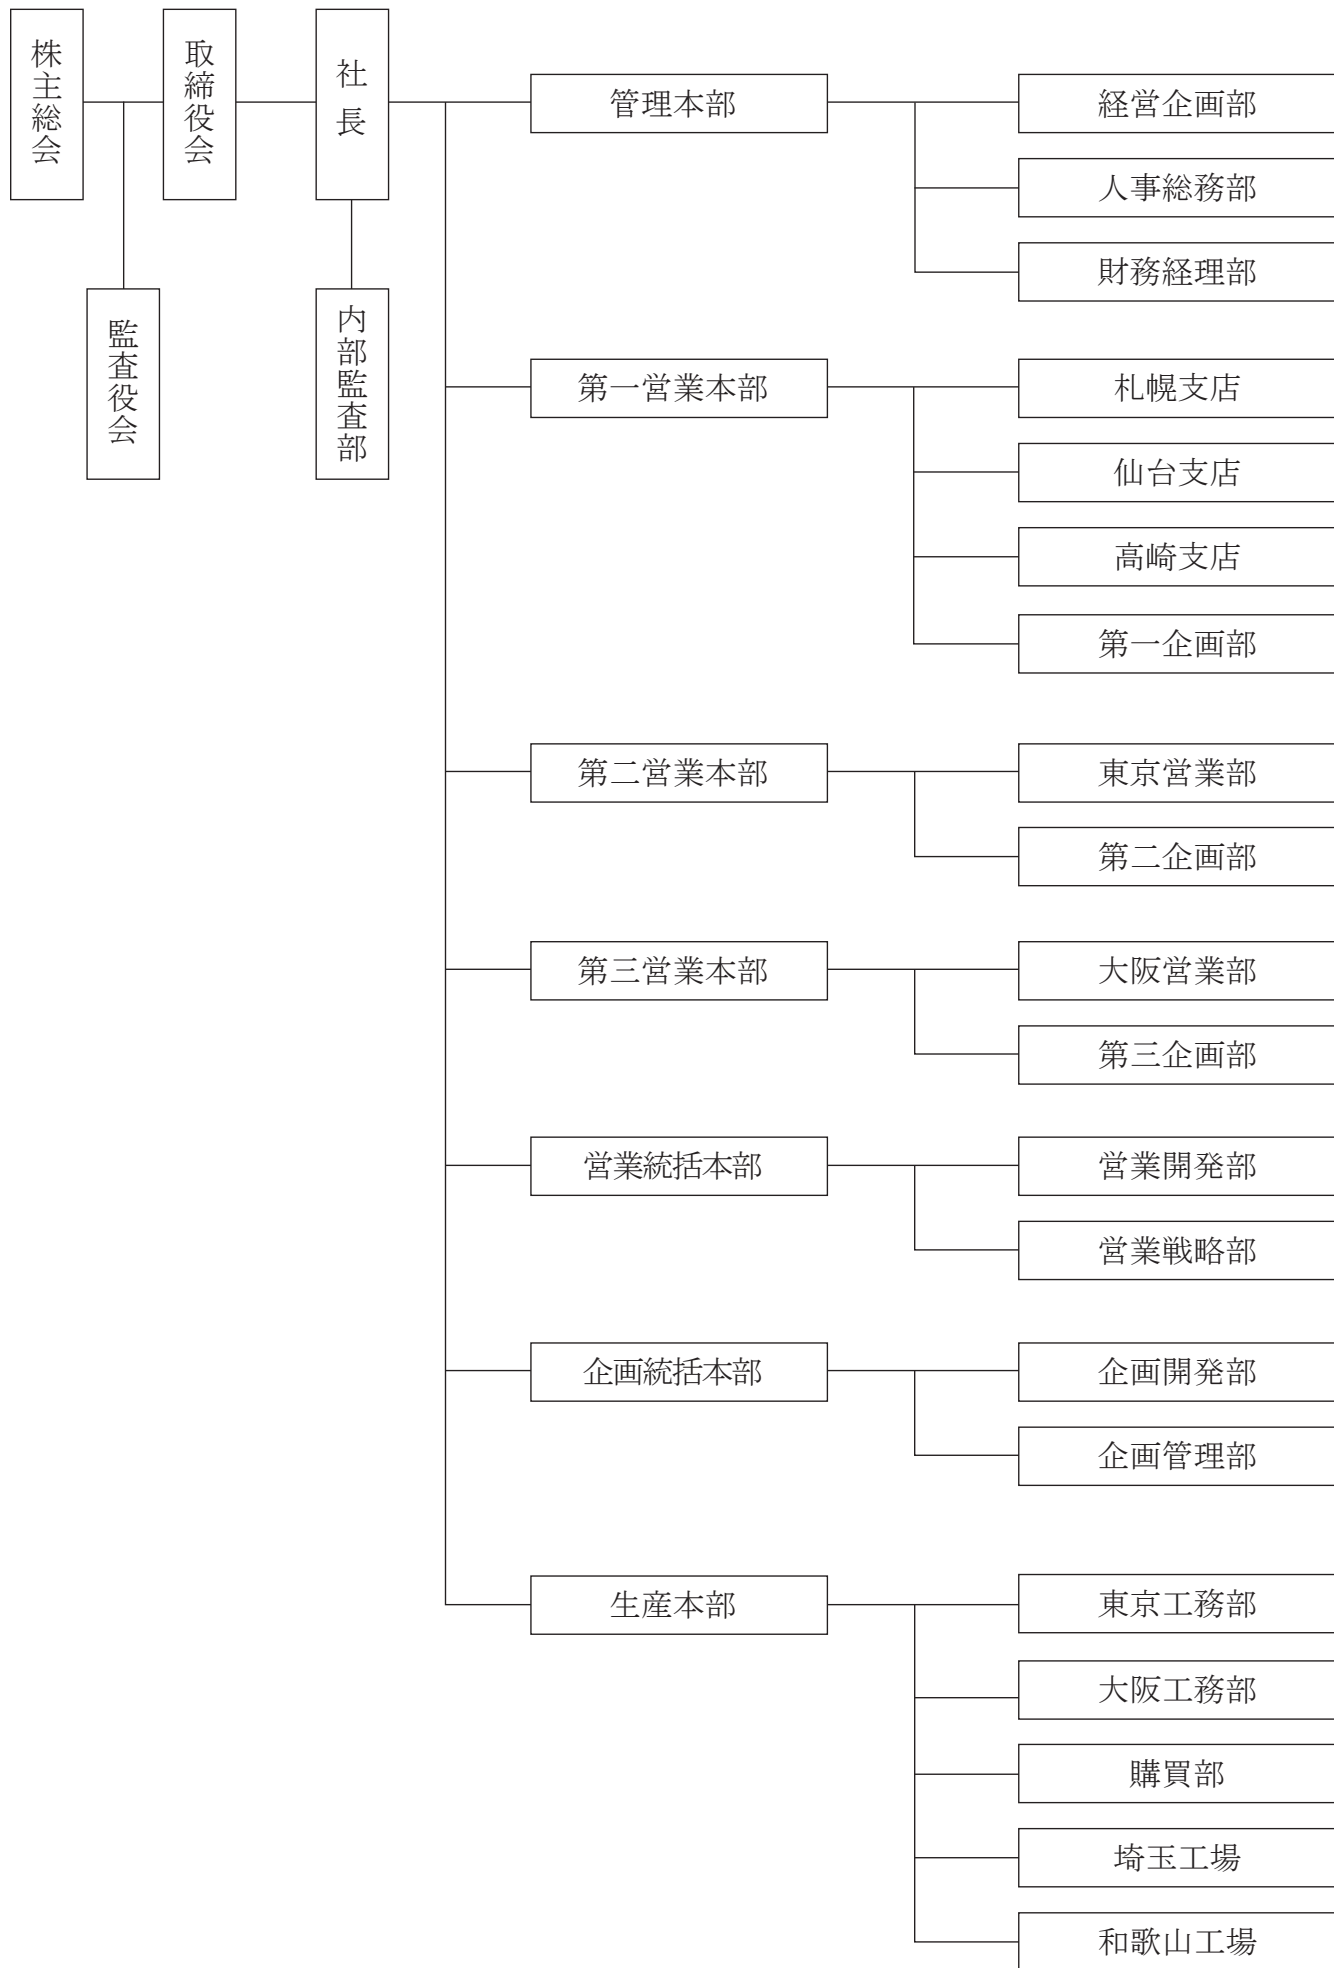 株主総会
取締役会
社長
監査役会
内部監査部
管理本部
経営企画部
人事総務部
財務経理部
第一営業本部
札幌支店
仙台支店
高崎支店
第一企画部
第二営業本部
東京営業部
第二企画部
第三営業本部
大阪営業部
第三企画部
営業統括本部
営業開発部
営業戦略部
企画統括本部
企画開発部
企画管理部
生産本部
東京工務部
大阪工務部
購買部
埼玉工場
和歌山工場